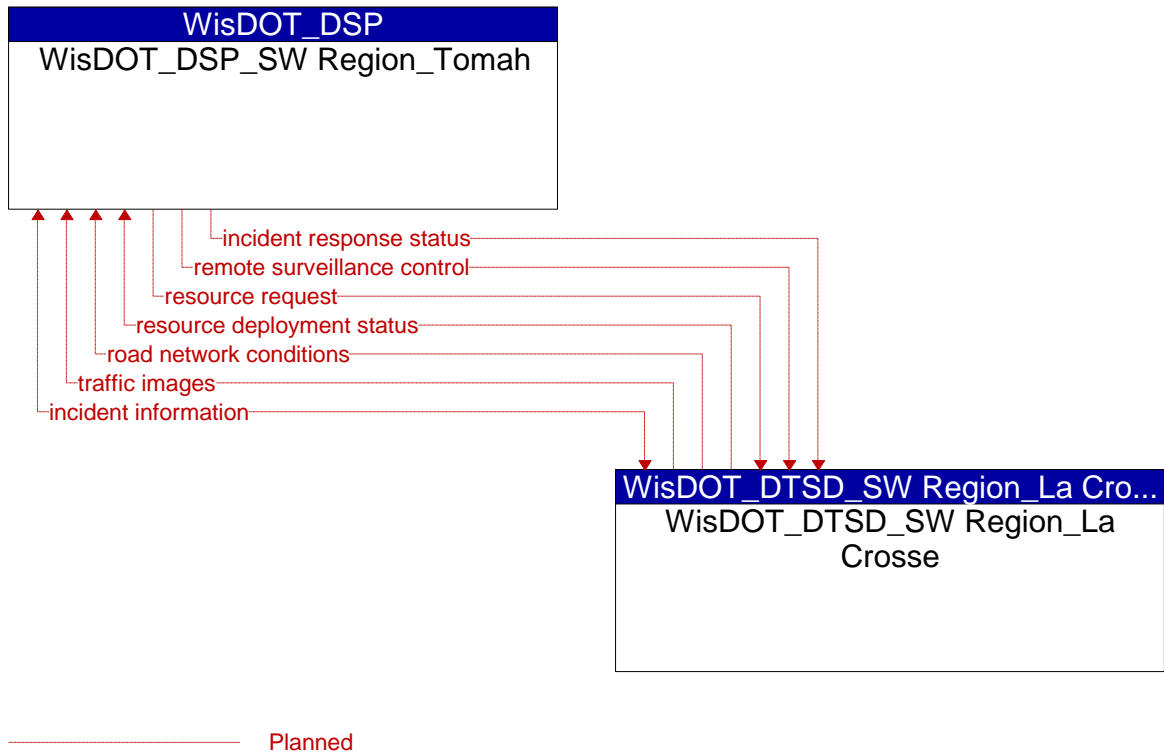 WisDOT_DSP
WisDOT_DSP_SW Region_Tomah
incident response status
remote surveillance control
resource request
resource deployment status
road network conditions
traffic images
incident information
WisDOT_DTSD_SW Region_La Cro...
WisDOT_DTSD_SW Region_La
Crosse
Planned